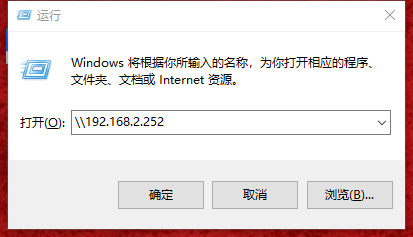 运行
Windows 将根据你所输入的名称，为你打开相应的程序、
文件夹、文档或 Internet 资源。
打开(O): \\192.168.2.252
确定 取消 浏览(B)...